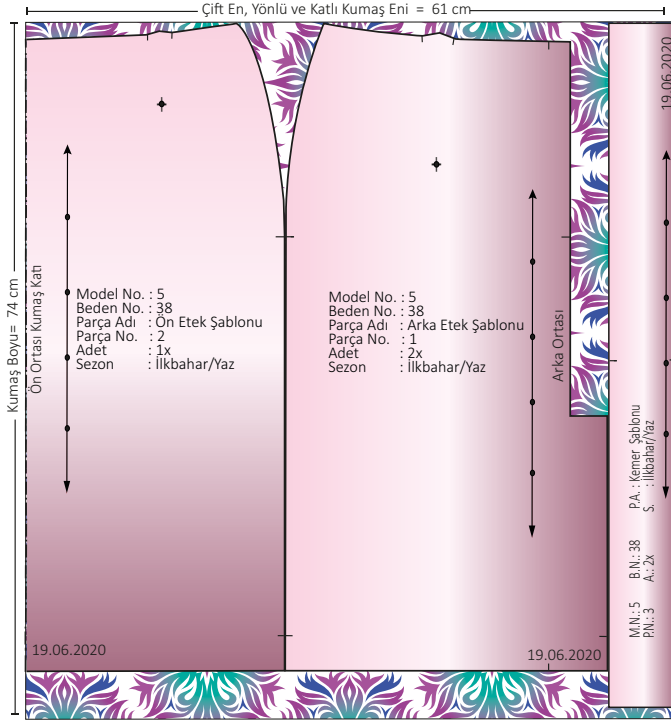 Çift En, Yönlü ve Katlı Kumaş Eni = 61 cm
Kumaş Boyu= 74 cm
Ön Ortası Kumaş Katı
Model No. : 5
Beden No. : 38
Parça Adı : Ön Etek Şablonu
Parça No. : 2
Adet : 1x
Sezon : İlkbahar/Yaz
19.06.2020
Model No. : 5
Beden No. : 38
Parça Adı : Arka Etek Şablonu
Parça No. : 1
Adet : 2x
Sezon : İlkbahar/Yaz
Arka Ortası
19.06.2020
19.06.2020
M.N.: 5 B.N.: 38 P.A. : Kemer Şablonu
P.N.: 3 A.: 2x S. : İlkbahar/Yaz